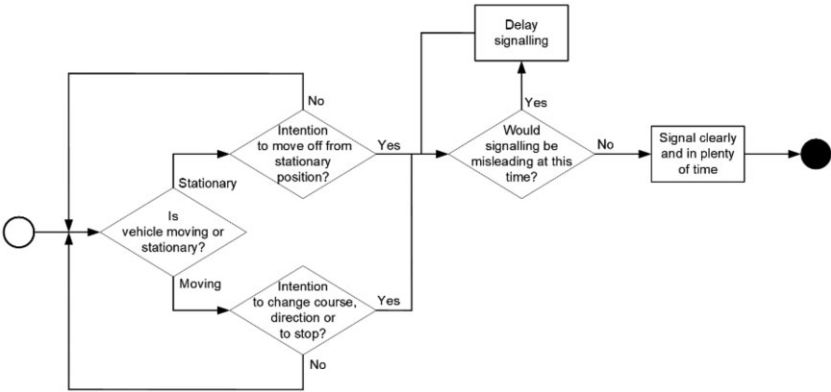 Delay
signalling
No
Yes
Intention
to move off from
stationary
position?
Yes
Would
signalling be
misleading at this
time?
No
Signal clearly
and in plenty
of time
Stationary
Is
vehicle moving or
stationary?
Moving
Intention
to change course,
direction or
to stop?
Yes
No